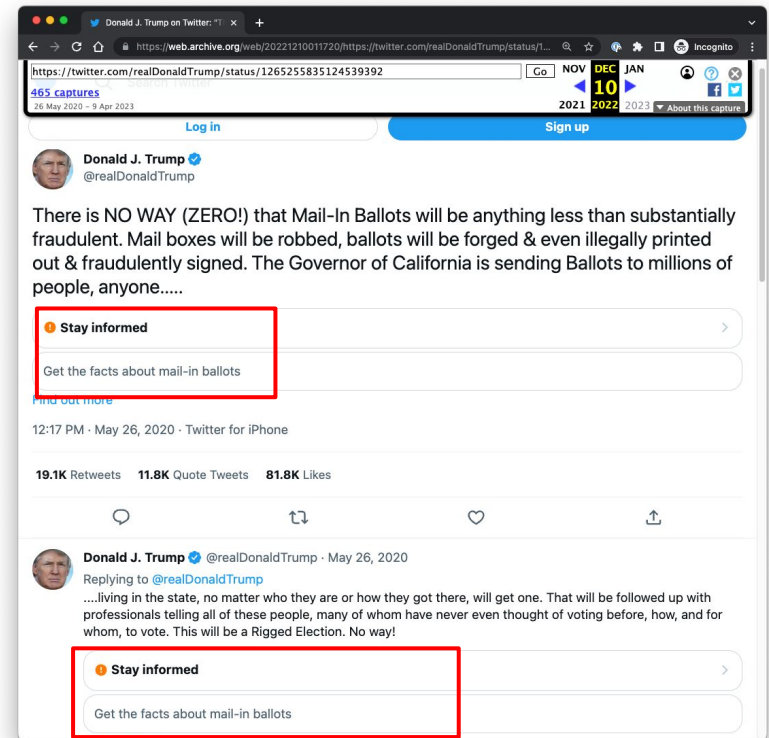 Donald J. Trump on Twitter: "Th
https://web.archive.org/web/20221210011720/https://twitter.com/realDonaldTrump/status/1... Incognito
https://twitter.com/realDonaldTrump/status/1265255835124539392 Go NOV DEC JAN
Search Twitter
465 captures 10
26 May 2020 – 9 Apr 2023 2021 2022 2023 ▼ About this capture
Log in Sign up
Donald J. Trump
@realDonaldTrump
There is NO WAY (ZERO!) that Mail-In Ballots will be anything less than substantially
fraudulent. Mail boxes will be robbed, ballots will be forged & even illegally printed
out & fraudulently signed. The Governor of California is sending Ballots to millions of
people, anyone.....
Stay informed
Get the facts about mail-in ballots
Find out more
12:17 PM · May 26, 2020 · Twitter for iPhone
19.1K Retweets 11.8K Quote Tweets 81.8K Likes
Donald J. Trump @realDonaldTrump · May 26, 2020
Replying to @realDonaldTrump
....living in the state, no matter who they are or how they got there, will get one. That will be followed up with
professionals telling all of these people, many of whom have never even thought of voting before, how, and for
whom, to vote. This will be a Rigged Election. No way!
Stay informed
Get the facts about mail-in ballots